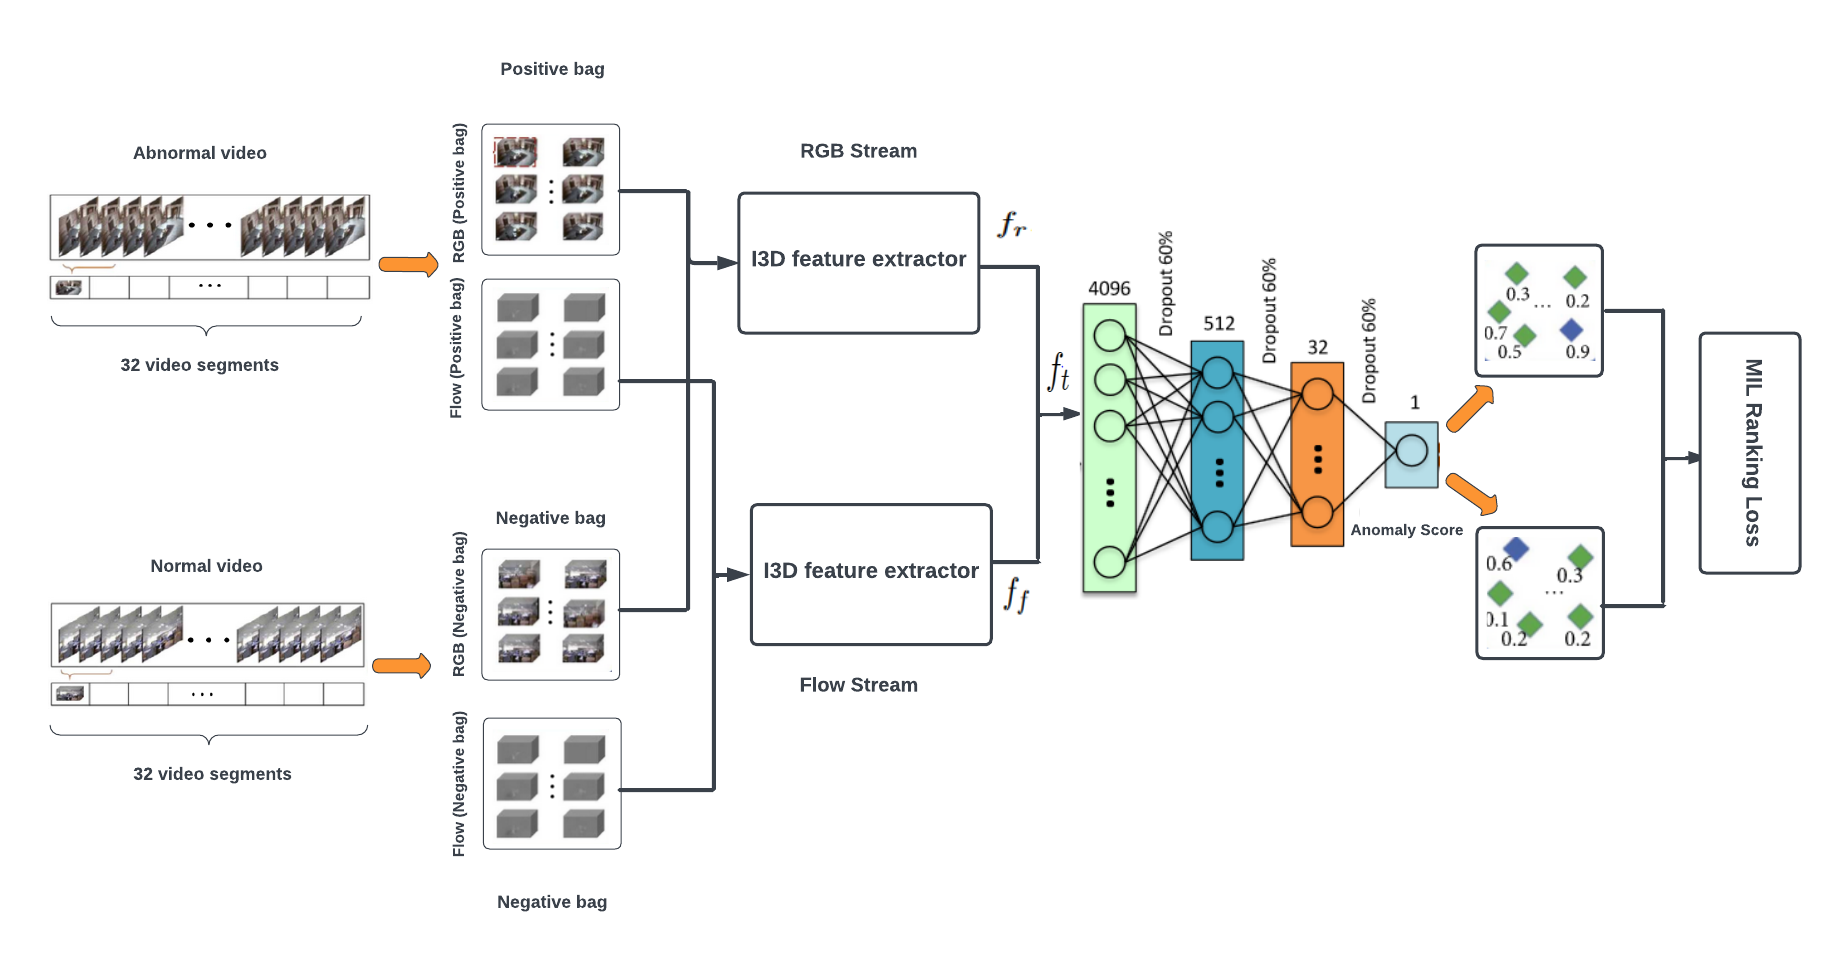 Positive bag
Abnormal video
RGB (Positive bag)
RGB Stream
32 video segments
Flow (Positive bag)
I3D feature extractor
f_r
f_t
4096
Dropout 60%
512
Dropout 60%
32
Dropout 60%
1
Anomaly Score
0.3
...
0.2
0.7
0.5
0.9
MIL Ranking Loss
Negative bag
Normal video
RGB (Negative bag)
I3D feature extractor
f_f
Flow Stream
0.6
0.3
...
0.1
0.2
0.2
32 video segments
Flow (Negative bag)
Negative bag